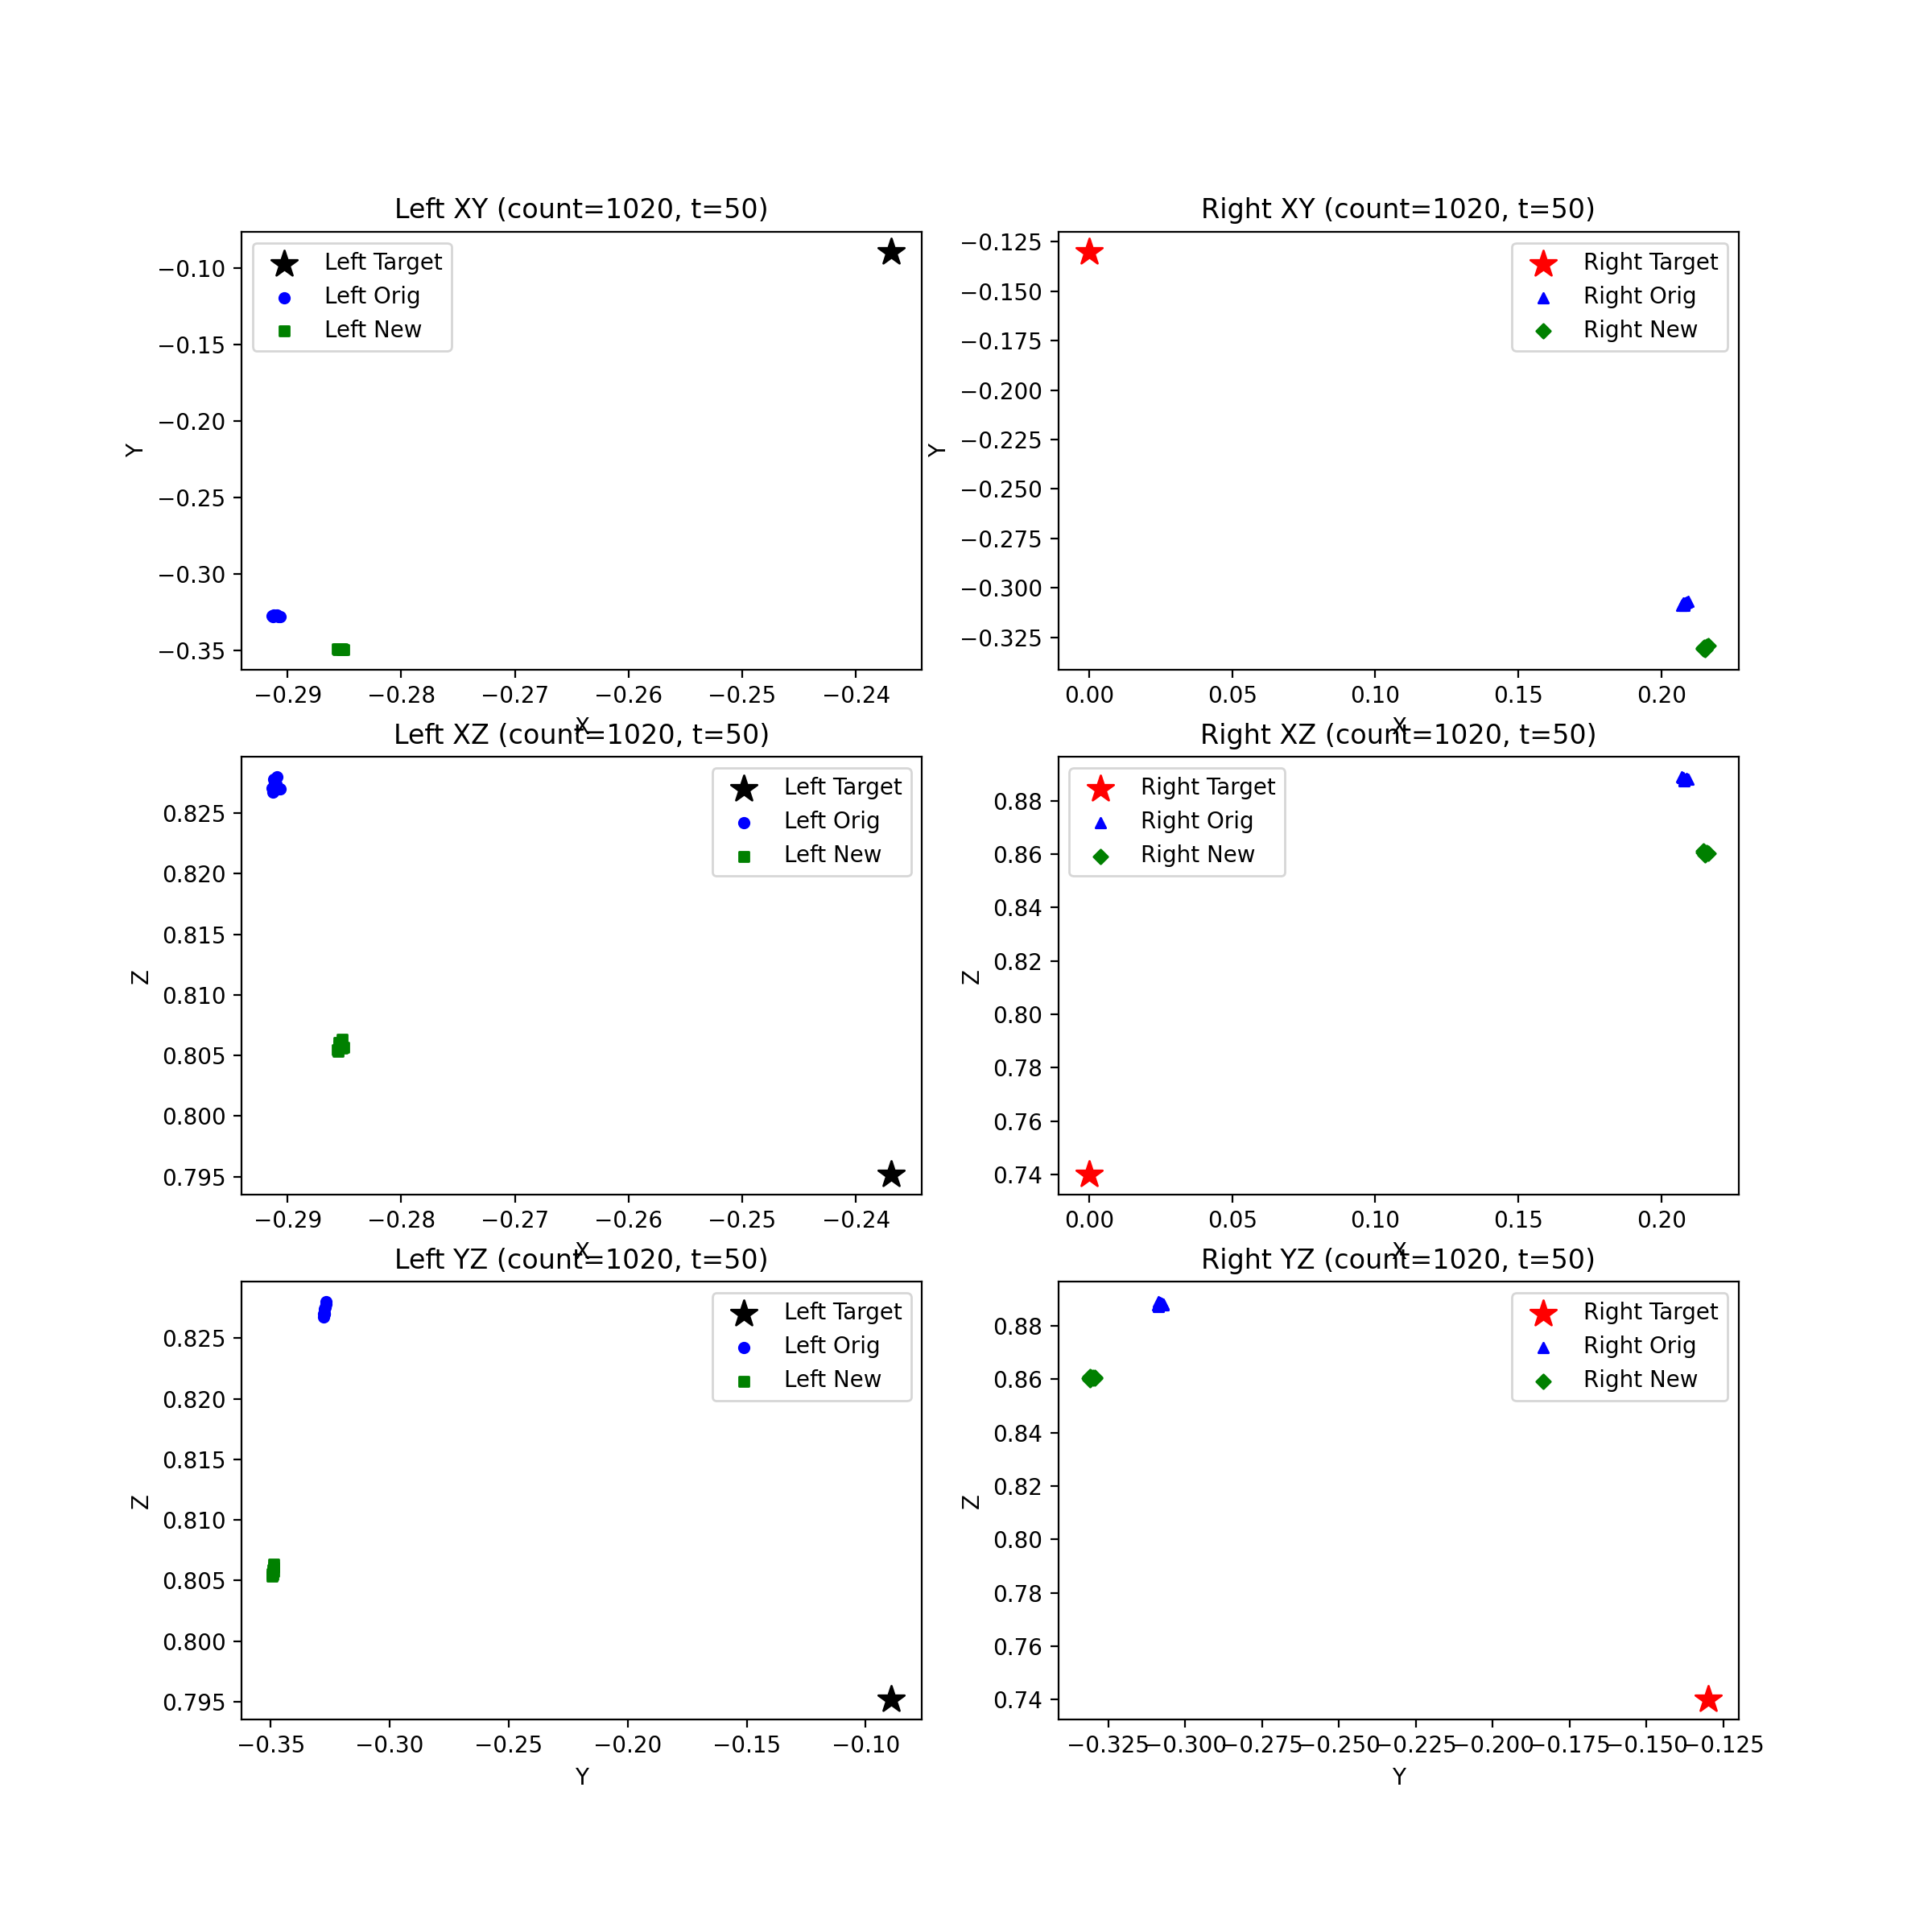 Left XY (count=1020, t=50)
Left Target
Left Orig
Left New
−0.10
−0.15
−0.20
−0.25
−0.30
−0.35
Y
−0.29 −0.28 −0.27 −0.26 −0.25 −0.24
X
Right XY (count=1020, t=50)
Right Target
Right Orig
Right New
−0.125
−0.150
−0.175
−0.200
−0.225
−0.250
−0.275
−0.300
−0.325
Y
0.00 0.05 0.10 0.15 0.20
X
Left XZ (count=1020, t=50)
Left Target
Left Orig
Left New
0.825
0.820
0.815
0.810
0.805
0.800
0.795
Z
−0.29 −0.28 −0.27 −0.26 −0.25 −0.24
X
Right XZ (count=1020, t=50)
Right Target
Right Orig
Right New
0.88
0.86
0.84
0.82
0.80
0.78
0.76
0.74
Z
0.00 0.05 0.10 0.15 0.20
X
Left YZ (count=1020, t=50)
Left Target
Left Orig
Left New
0.825
0.820
0.815
0.810
0.805
0.800
0.795
Z
−0.35 −0.30 −0.25 −0.20 −0.15 −0.10
Y
Right YZ (count=1020, t=50)
Right Target
Right Orig
Right New
0.88
0.86
0.84
0.82
0.80
0.78
0.76
0.74
Z
−0.325 −0.300 −0.275 −0.250 −0.225 −0.200 −0.175 −0.150 −0.125
Y